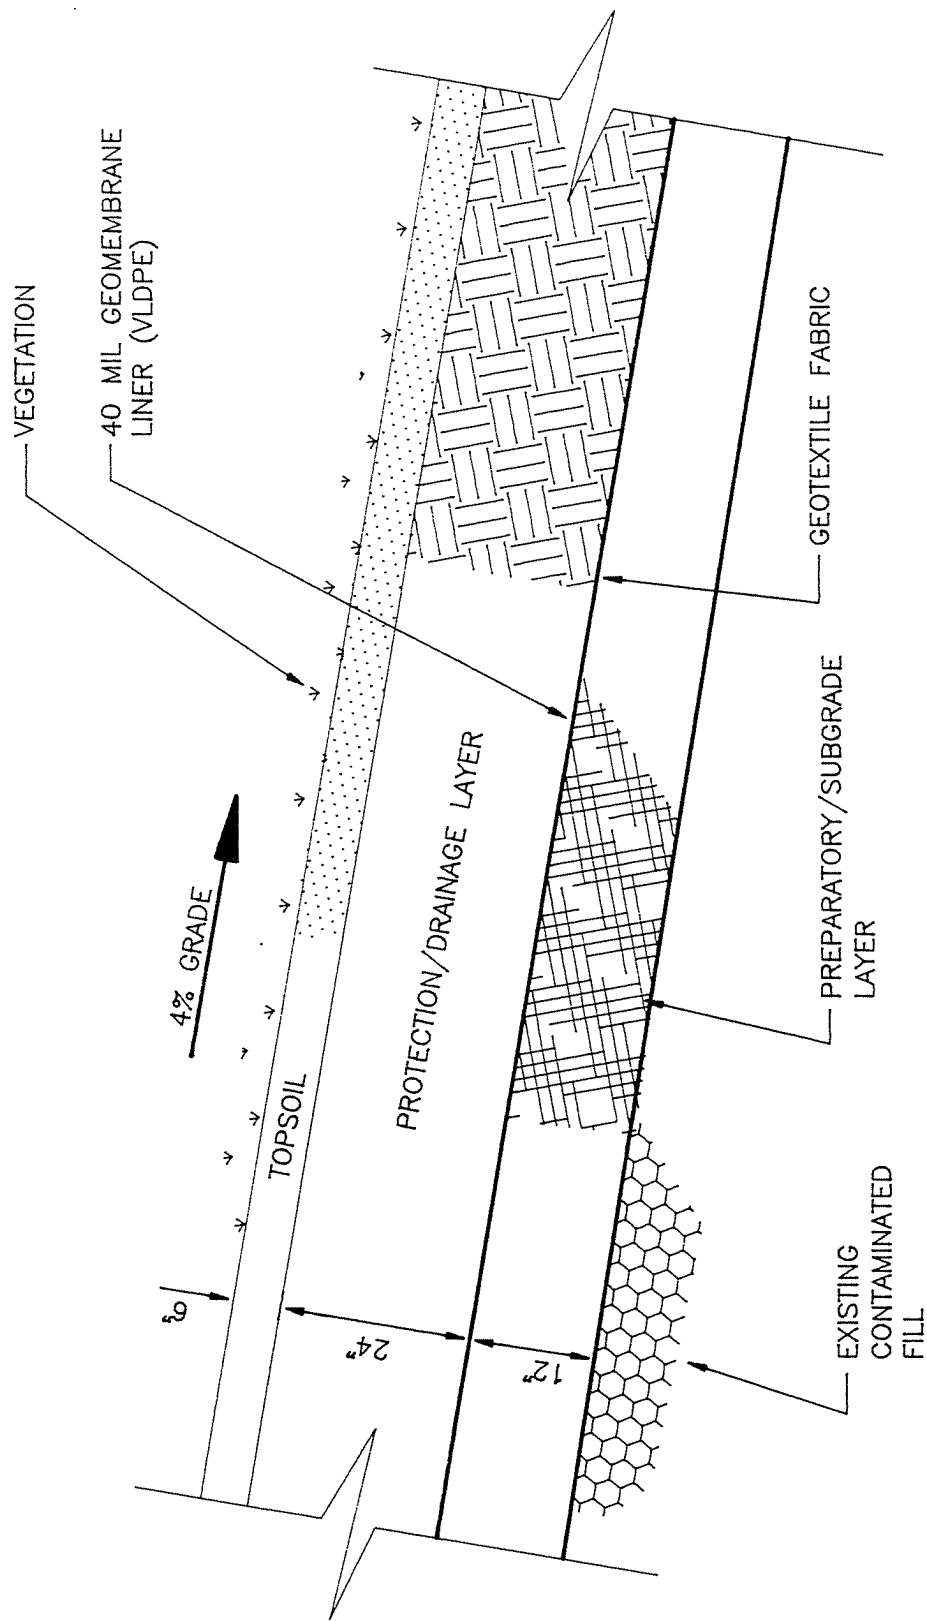 VEGETATION
40 MIL GEOMEMBRANE
LINER (VLDPE)
4% GRADE
TOPSOIL
PROTECTION/DRAINAGE LAYER
6"
24"
12"
GEOTEXTILE FABRIC
PREPARATORY/SUBGRADE
LAYER
EXISTING
CONTAMINATED
FILL